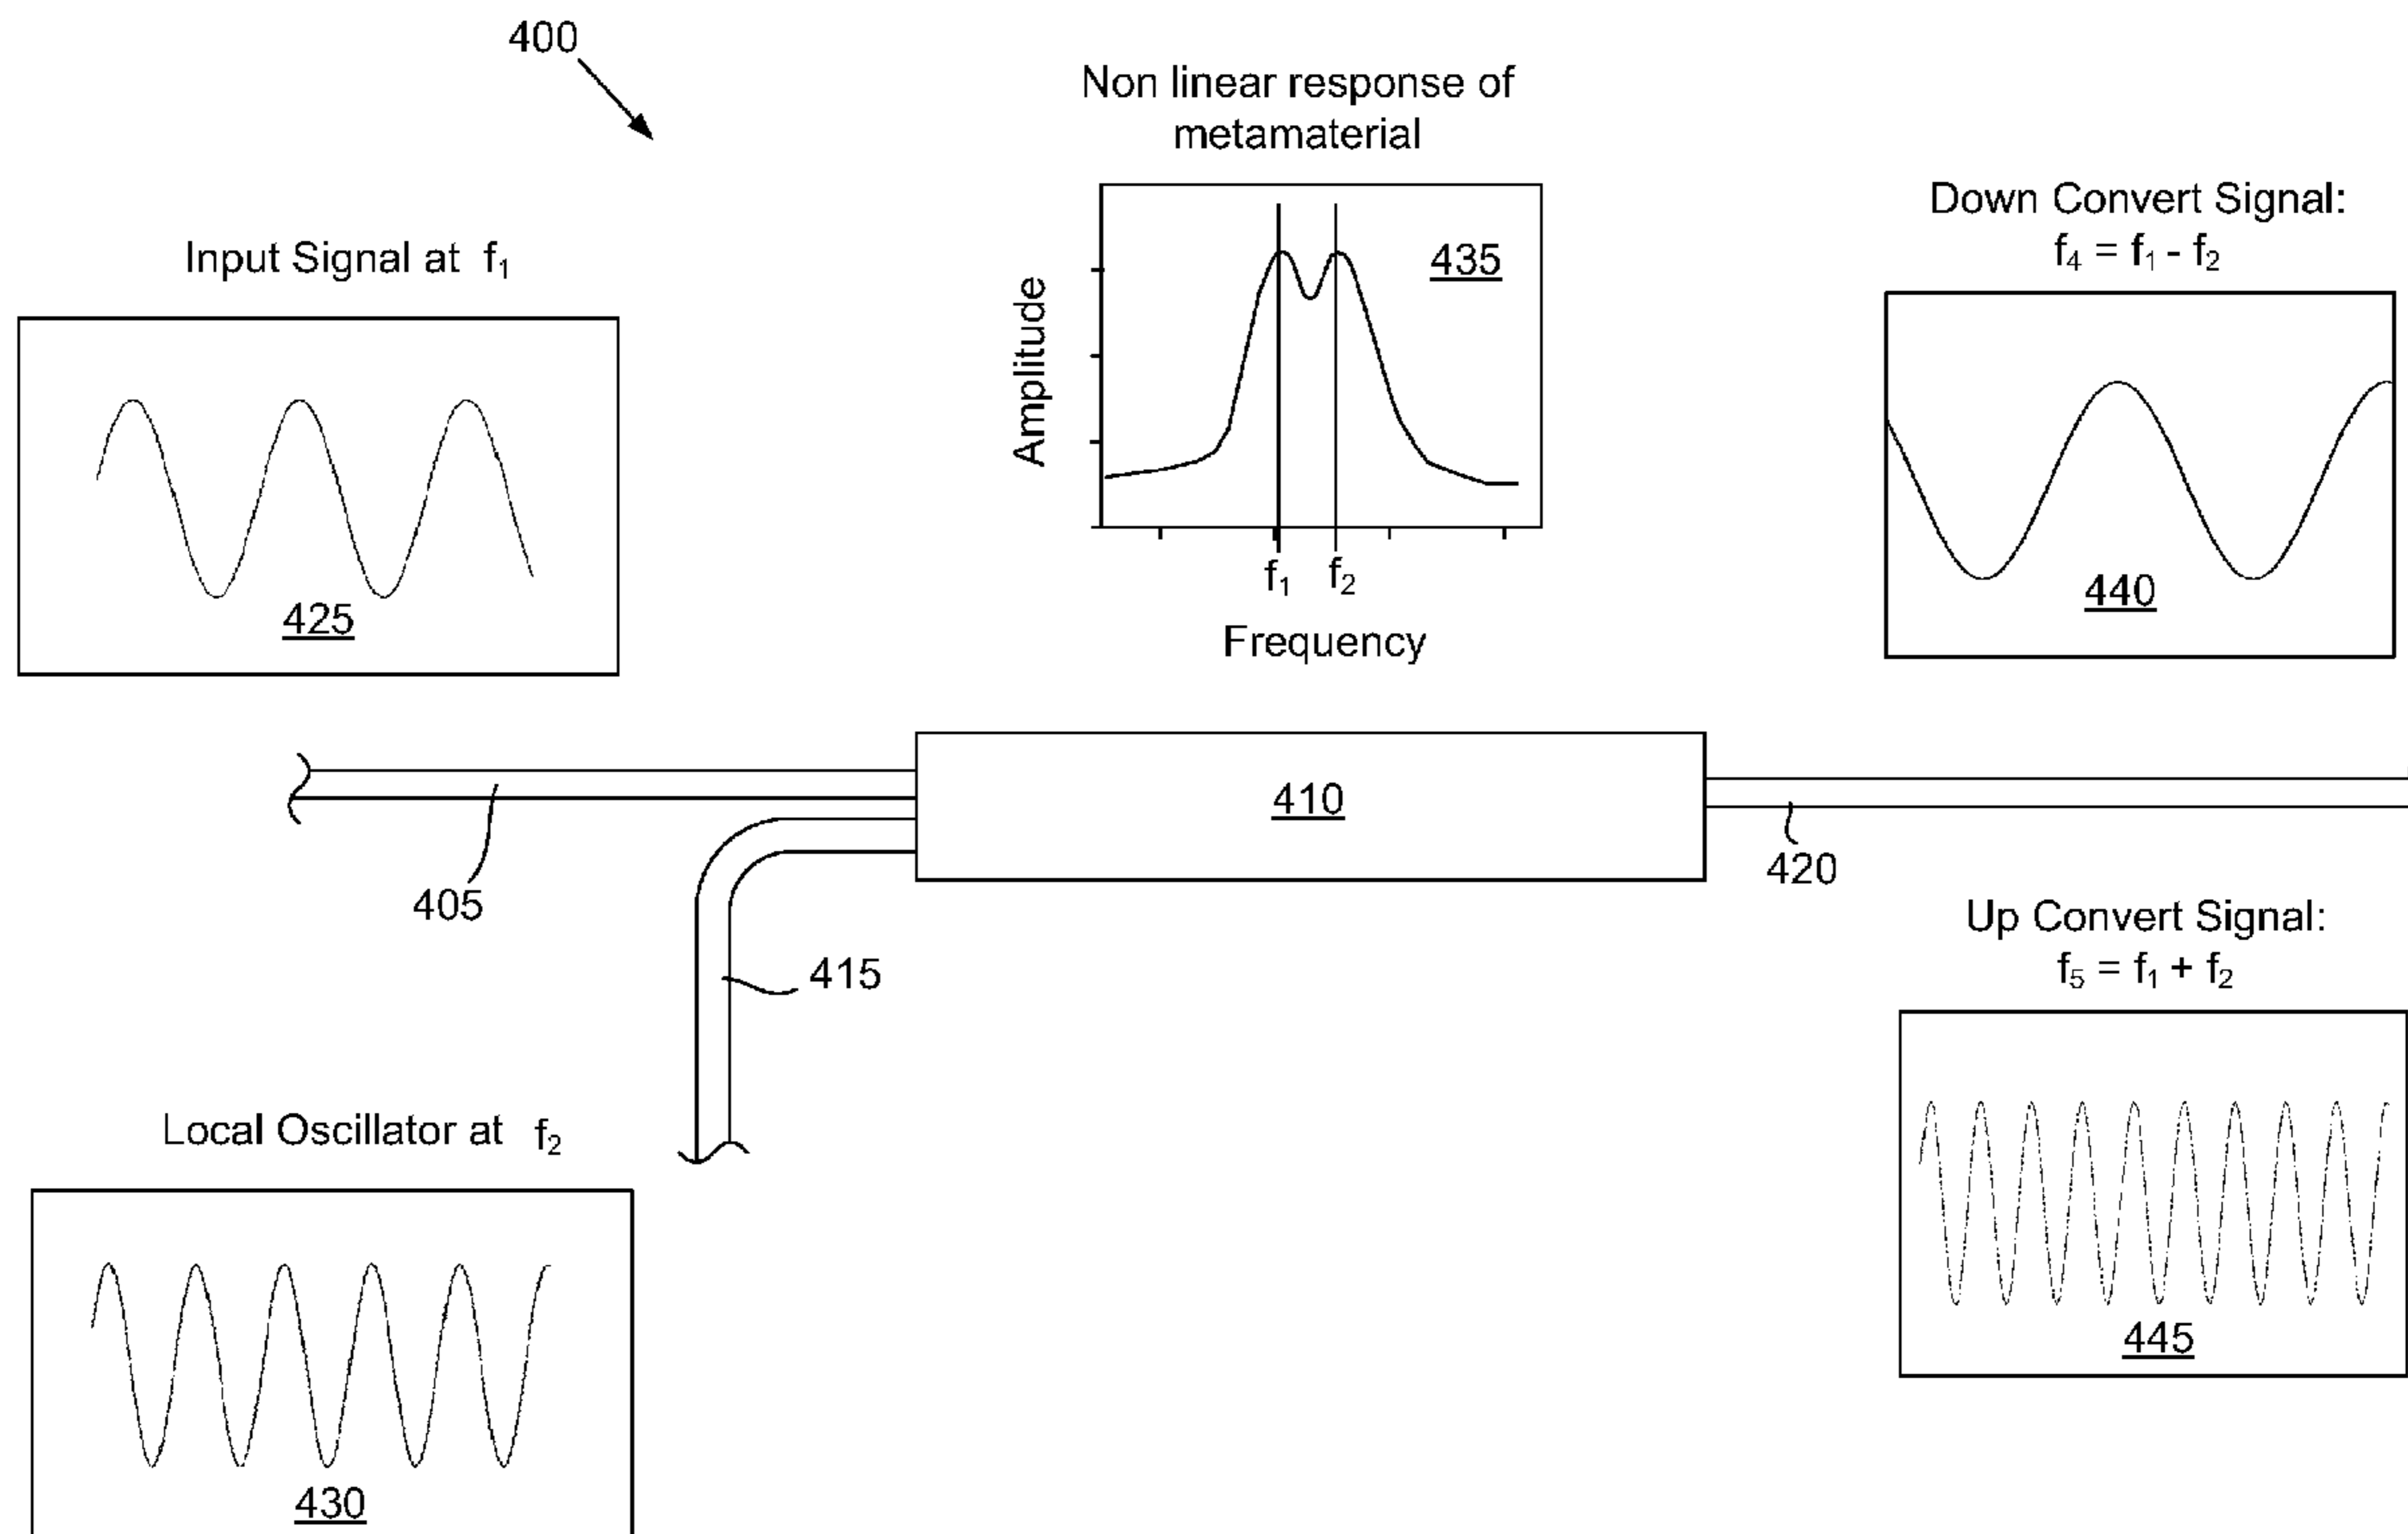 400
Non linear response of
metamaterial
435
Amplitude
f₁ f₂
Frequency
Input Signal at f₁
425
Down Convert Signal:
f₄ = f₁ - f₂
440
410
405
415
420
Up Convert Signal:
f₅ = f₁ + f₂
445
Local Oscillator at f₂
430